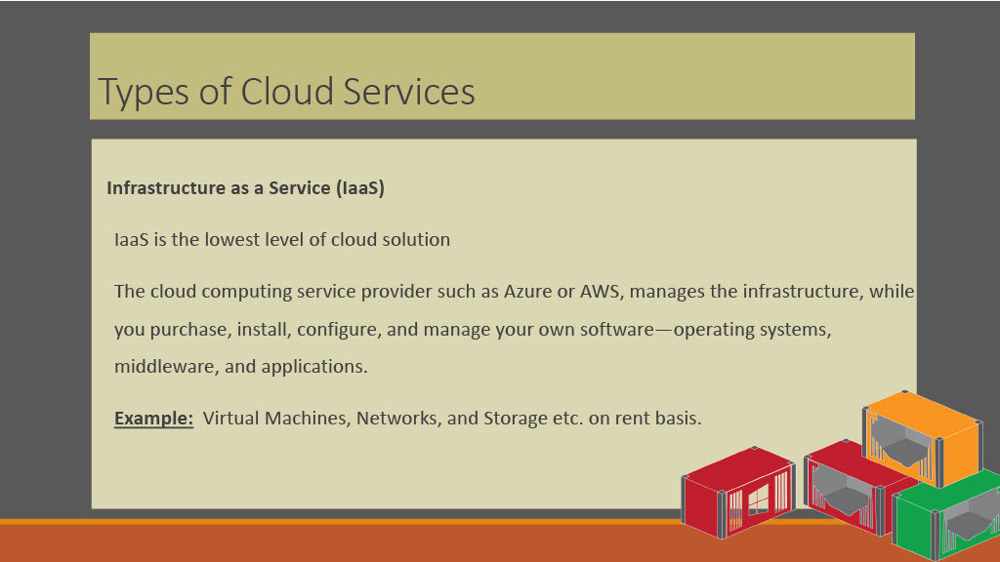 Types of Cloud Services
Infrastructure as a Service (IaaS)
IaaS is the lowest level of cloud solution
The cloud computing service provider such as Azure or AWS, manages the infrastructure, while
you purchase, install, configure, and manage your own software—operating systems,
middleware, and applications.
Example: Virtual Machines, Networks, and Storage etc. on rent basis.